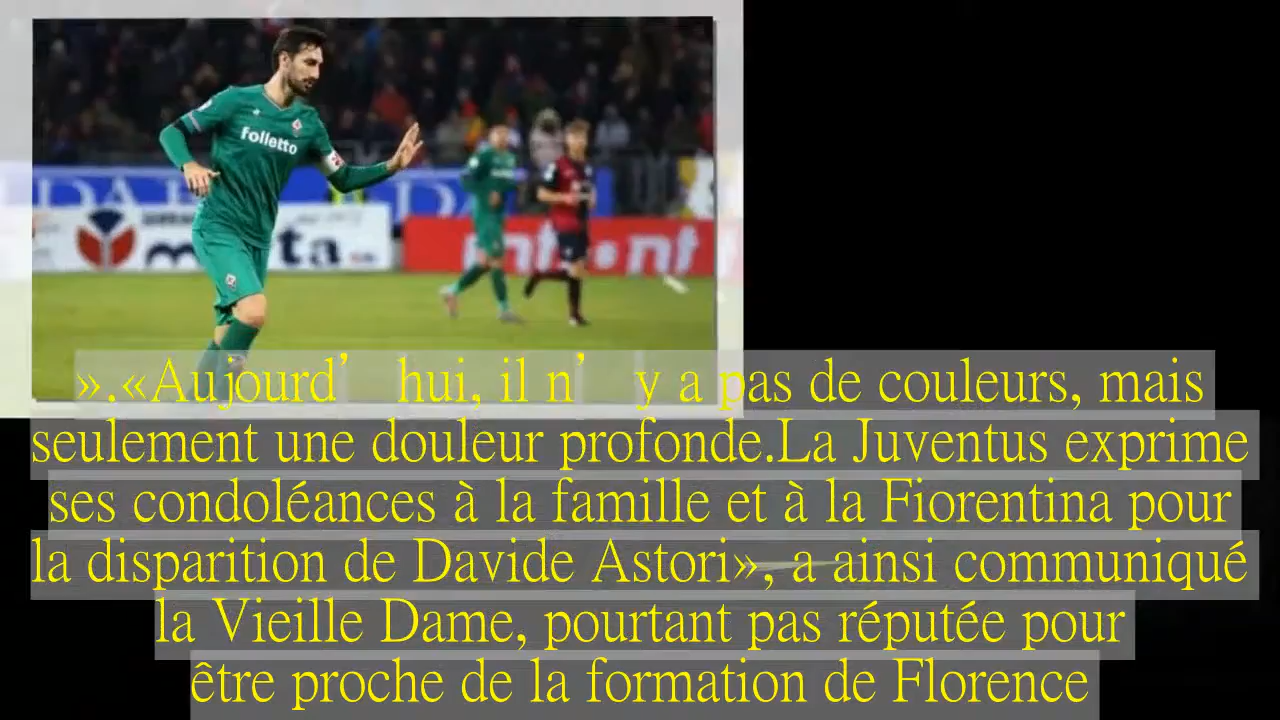 folletto
».«Aujourd’hui, il n’y a pas de couleurs, mais
seulement une douleur profonde.La Juventus exprime
ses condoléances à la famille et à la Fiorentina pour
la disparition de Davide Astori», a ainsi communiqué
la Vieille Dame, pourtant pas réputée pour
être proche de la formation de Florence